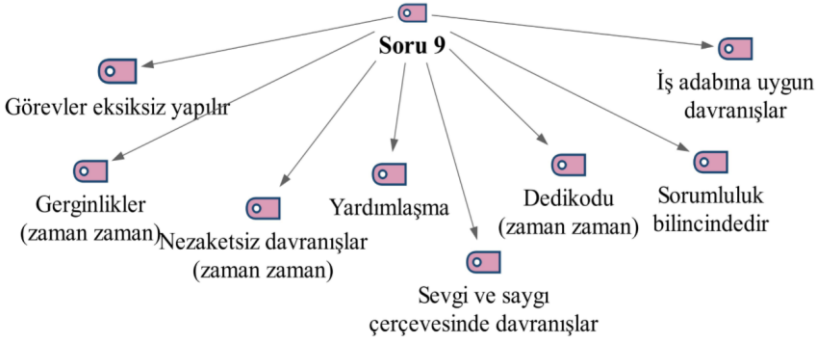 Soru 9
Görevler eksiksiz yapılır
İş adabına uygun
davranışlar
Gerginlikler
(zaman zaman)
Nezaketsiz davranışlar
(zaman zaman)
Yardımlaşma
Dedikodu
(zaman zaman)
Sorumluluk
bilincindedir
Sevgi ve saygı
çerçevesinde davranışlar